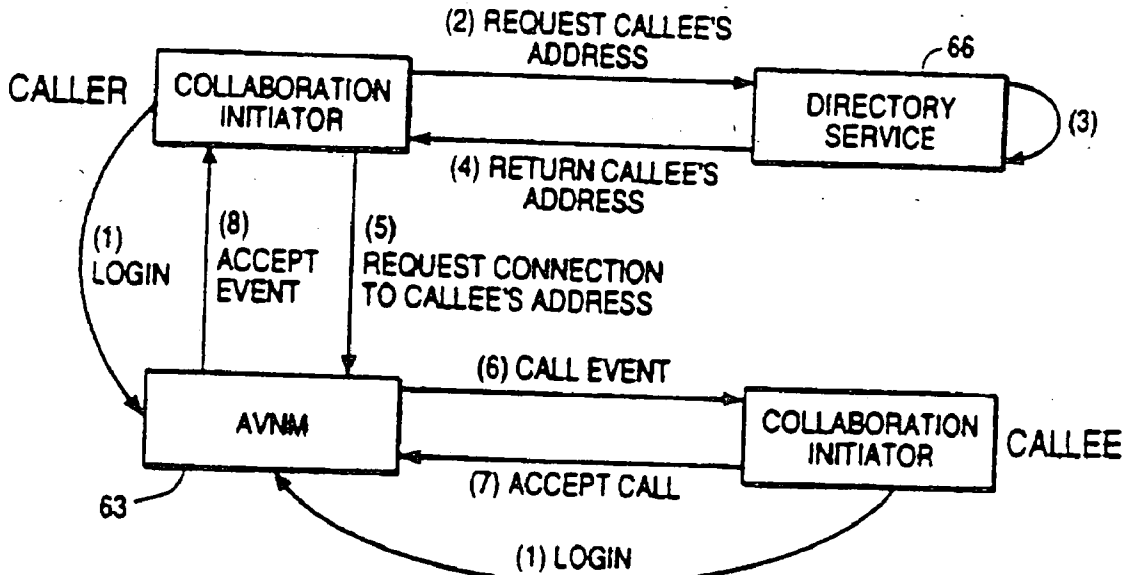 (2) REQUEST CALLEE'S
ADDRESS
66
CALLER
COLLABORATION
INITIATOR
DIRECTORY
SERVICE
(3)
(4) RETURN CALLEE'S
ADDRESS
(1)
LOGIN
(8)
ACCEPT
EVENT
(5)
REQUEST CONNECTION
TO CALLEE'S ADDRESS
(6) CALL EVENT
AVNM
COLLABORATION
INITIATOR
CALLEE
(7) ACCEPT CALL
63
(1) LOGIN